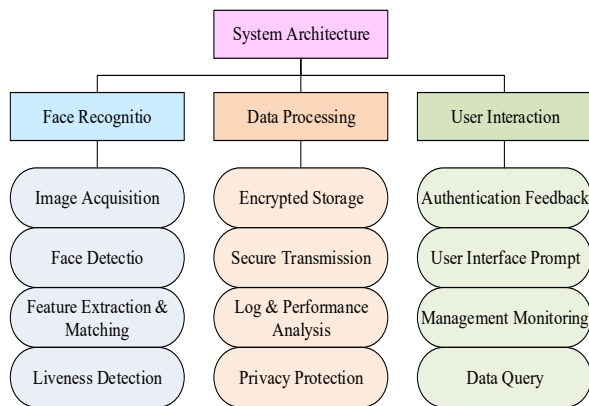 System Architecture
Face Recognitio
Data Processing
User Interaction
Image Acquisition
Encrypted Storage
Authentication Feedback
Face Detectio
Secure Transmission
User Interface Prompt
Feature Extraction &
Matching
Log & Performance
Analysis
Management Monitoring
Liveness Detection
Privacy Protection
Data Query